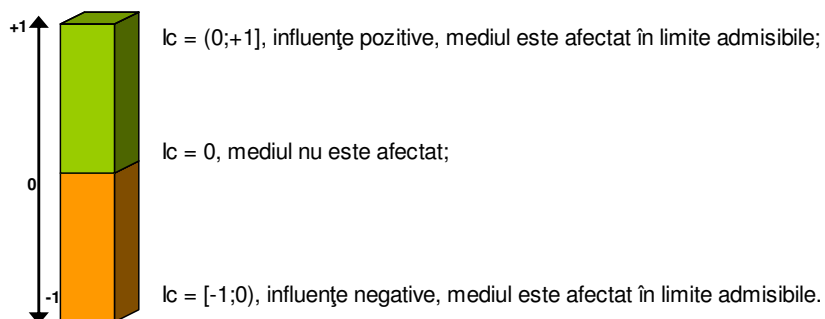 +1
Ic = (0;+1], influenţe pozitive, mediul este afectat în limite admisibile;
Ic = 0, mediul nu este afectat;
0
-1
Ic = [-1;0), influenţe negative, mediul este afectat în limite admisibile.